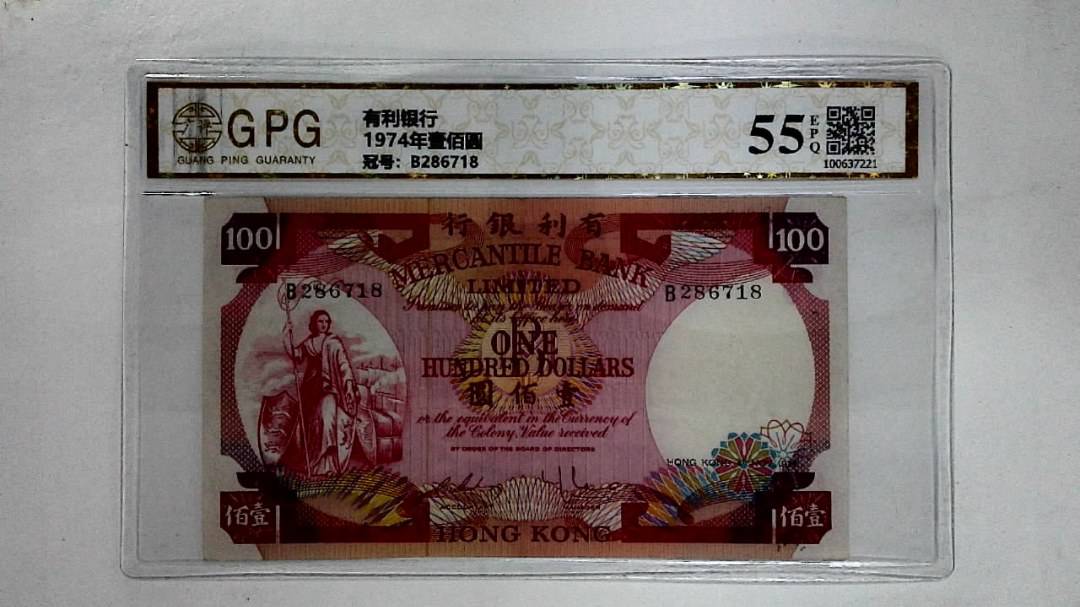 GPG
GUANG PING GUARANTY
有利银行
1974年壹佰圆
冠号: B286718
55
EPQ
100637221
行銀利有
100
100
MERCANTILE BANK
LIMITED
B286718
B286718
ONE
HUNDRED DOLLARS
圓佰壹
or the equivalent in the Currency of
the Colony, Value received
BY ORDER OF THE BOARD OF DIRECTORS
HONG KONG
佰壹
佰壹
HONG KONG